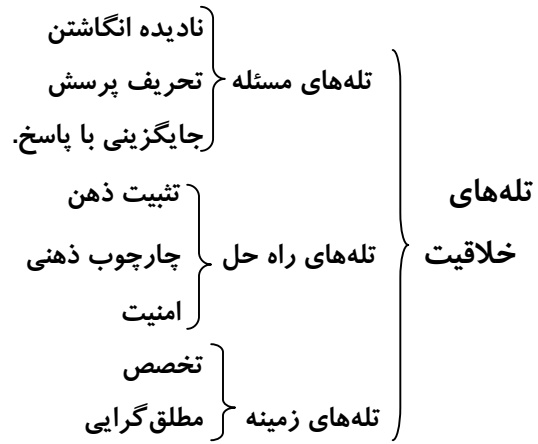 تله‌های
خلاقیت
تله‌های مسئله
نادیده انگاشتن
تحریف پرسش
جایگزینی با پاسخ.
تله‌های راه حل
تثبیت ذهن
چارچوب ذهنی
امنیت
تله‌های زمینه
تخصص
مطلق‌گرایی